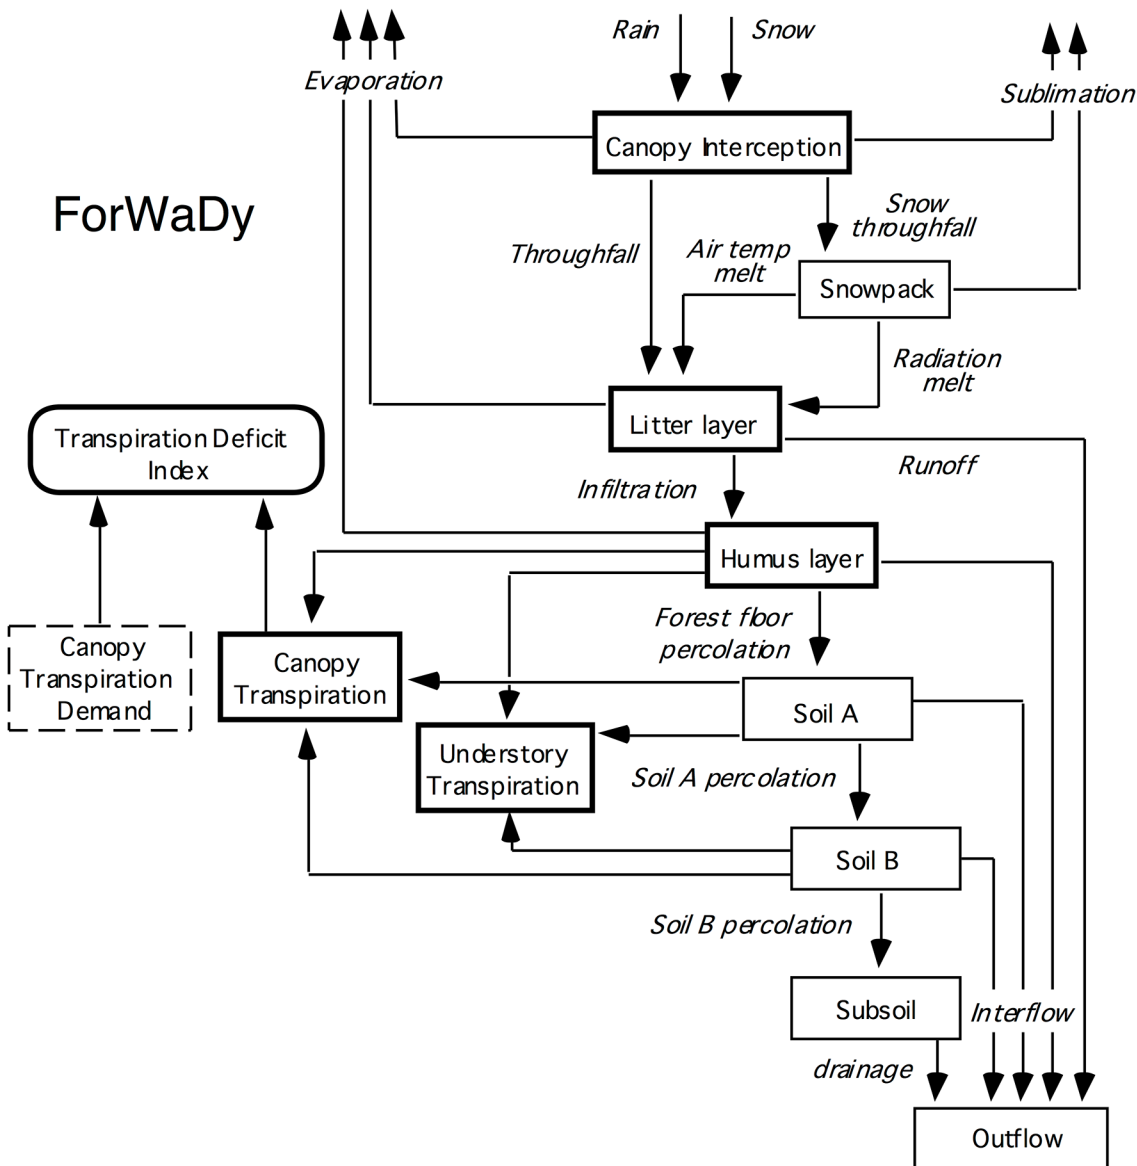 Rain
Snow
Evaporation
Sublimation
Canopy Interception
ForWaDy
Snow
throughfall
Throughfall
Air temp
melt
Snowpack
Radiation
melt
Litter layer
Transpiration Deficit
Index
Runoff
Infiltration
Humus layer
Forest floor
percolation
Canopy
Transpiration
Demand
Canopy
Transpiration
Soil A
Understory
Transpiration
Soil A percolation
Soil B
Soil B percolation
Subsoil
Interflow
drainage
Outflow